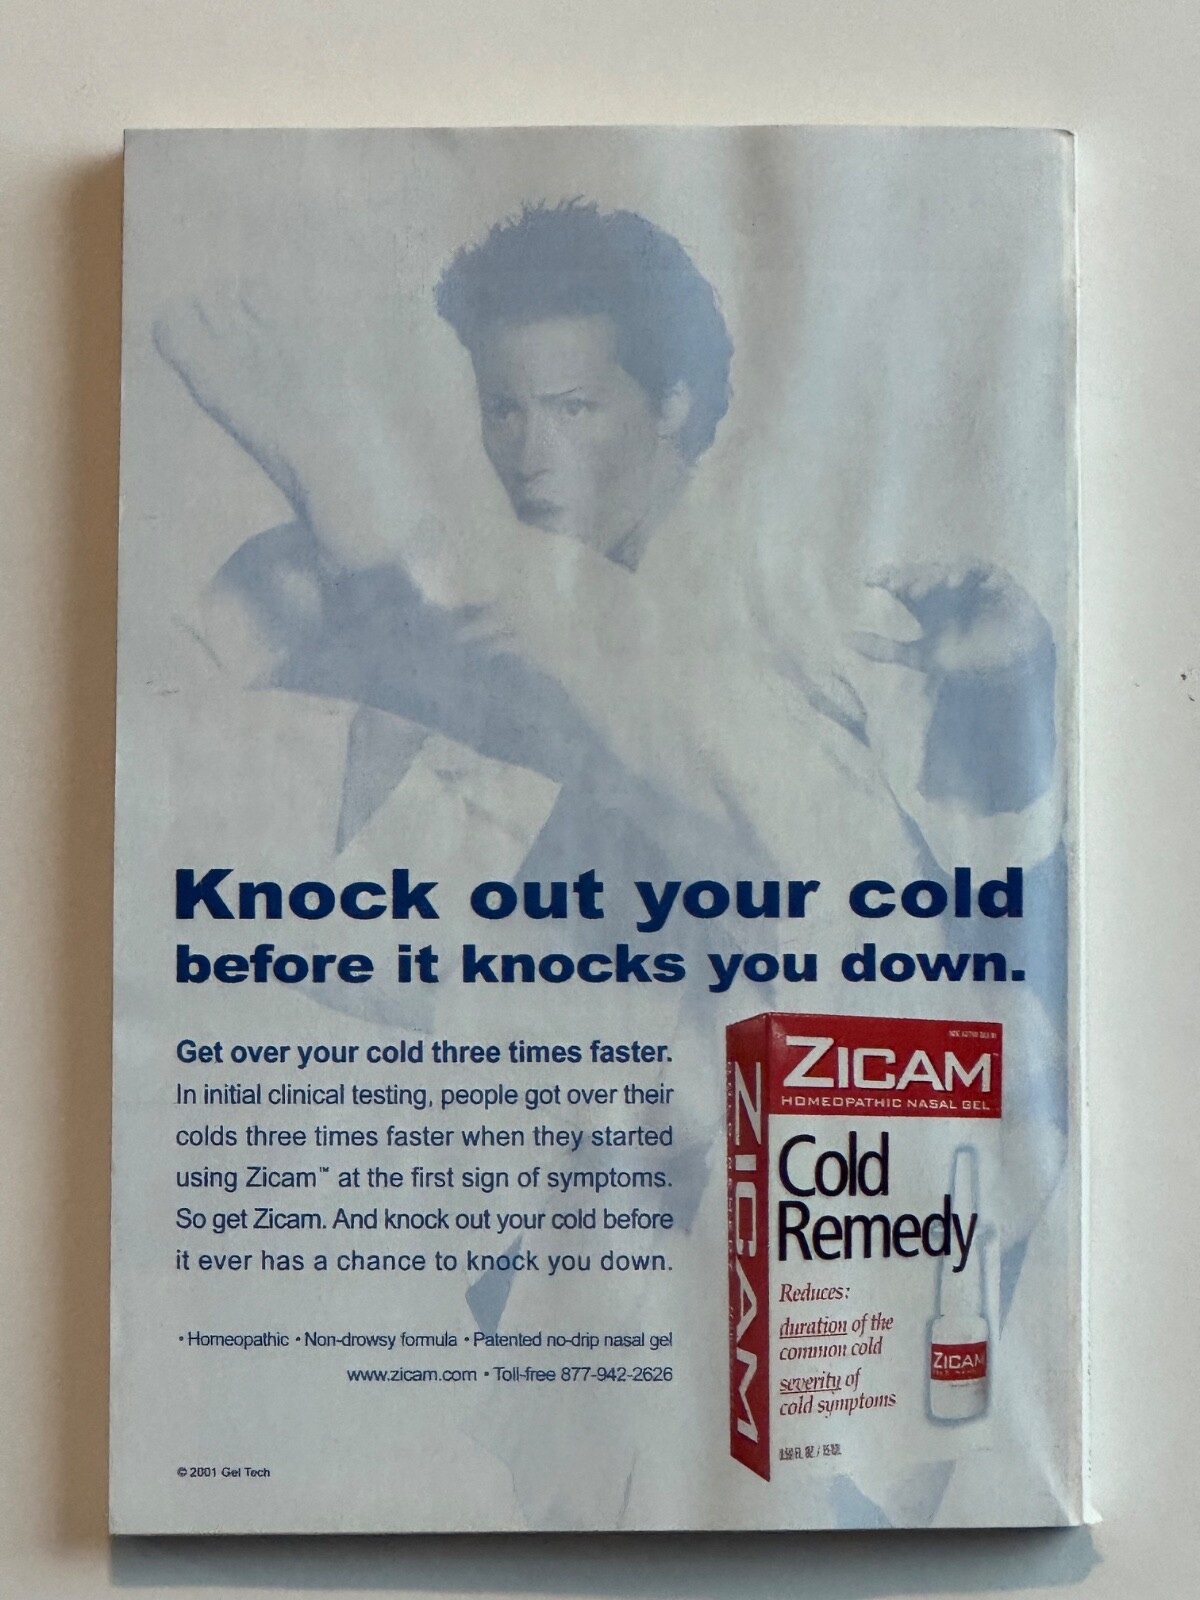 Knock out your cold
before it knocks you down.
Get over your cold three times faster.
In initial clinical testing, people got over their
colds three times faster when they started
using Zicam™ at the first sign of symptoms.
So get Zicam. And knock out your cold before
it ever has a chance to knock you down.
• Homeopathic • Non-drowsy formula • Patented no-drip nasal gel
www.zicam.com • Toll-free 877-942-2626
© 2001 Gel Tech
ZICAM
ZICAM™
HOMEOPATHIC NASAL GEL
Cold
Remedy
Reduces:
duration of the
common cold
severity of
cold symptoms
ZICAM